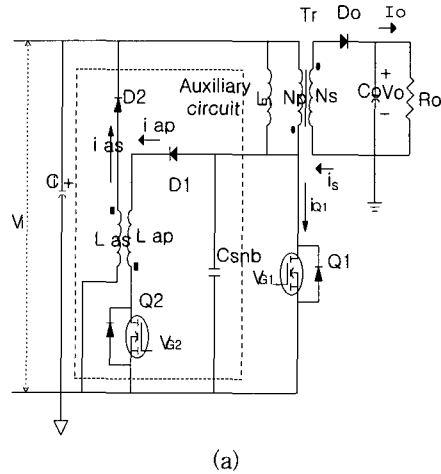 Tr
Do
Io
D2
Auxiliary
circuit
Lm
Np
Ns
Co
+
Vo
−
Ro
i as
i ap
D1
is
iQ1
Ci
+
Vi
L as
L ap
Csnb
VG1
Q1
Q2
VG2
(a)